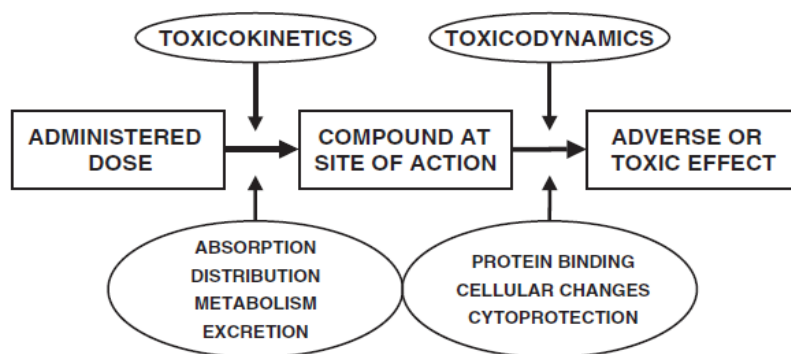 TOXICOKINETICS
TOXICODYNAMICS
ADMINISTERED
DOSE
COMPOUND AT
SITE OF ACTION
ADVERSE OR
TOXIC EFFECT
ABSORPTION
DISTRIBUTION
METABOLISM
EXCRETION
PROTEIN BINDING
CELLULAR CHANGES
CYTOPROTECTION